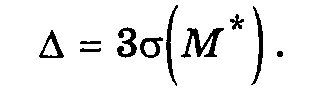 Δ = 3σ(M*).